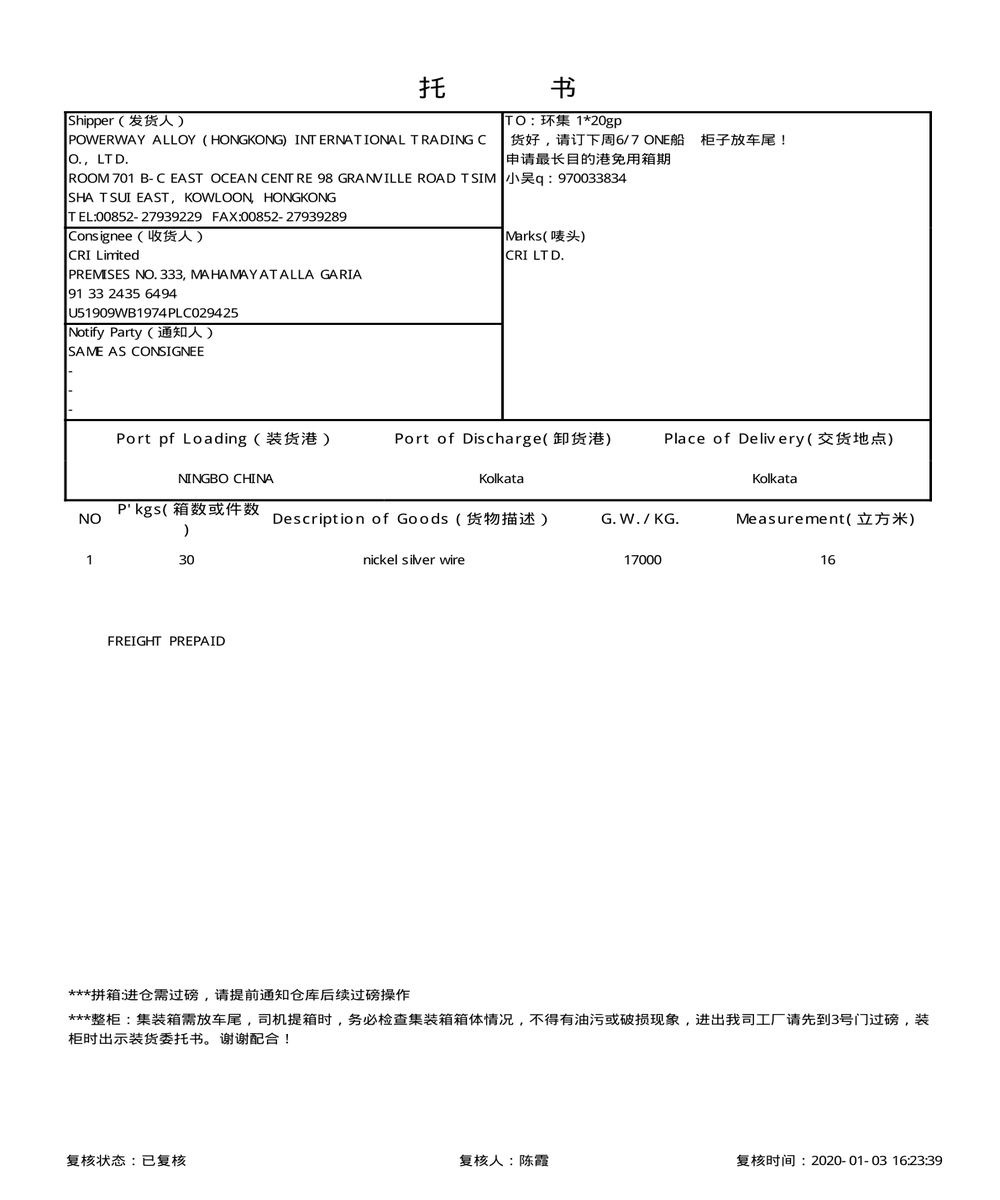 托 书
Shipper（发货人）
POWERWAY ALLOY (HONGKONG) INTERNATIONAL TRADING C
O., LTD.
ROOM 701 B-C EAST OCEAN CENTRE 98 GRANVILLE ROAD TSIM
SHA TSUI EAST, KOWLOON, HONGKONG
TEL:00852-27939229 FAX:00852-27939289
TO：环集 1*20gp
货好，请订下周6/7 ONE船 柜子放车尾！
申请最长目的港免用箱期
小吴q：970033834
Consignee（收货人）
CRI Limited
PREMISES NO.333, MAHAMAYATALLA GARIA
91 33 2435 6494
U51909WB1974PLC029425
Marks(唛头)
CRI LTD.
Notify Party（通知人）
SAME AS CONSIGNEE
-
-
-
Port pf Loading（装货港） Port of Discharge(卸货港) Place of Delivery(交货地点)
NINGBO CHINA Kolkata Kolkata
NO P'kgs(箱数或件数) Description of Goods（货物描述） G.W./KG. Measurement(立方米)
1 30 nickel silver wire 17000 16
FREIGHT PREPAID
***拼箱:进仓需过磅，请提前通知仓库后续过磅操作
***整柜：集装箱需放车尾，司机提箱时，务必检查集装箱箱体情况，不得有油污或破损现象，进出我司工厂请先到3号门过磅，装
柜时出示装货委托书。谢谢配合！
复核状态：已复核 复核人：陈霞 复核时间：2020-01-03 16:23:39